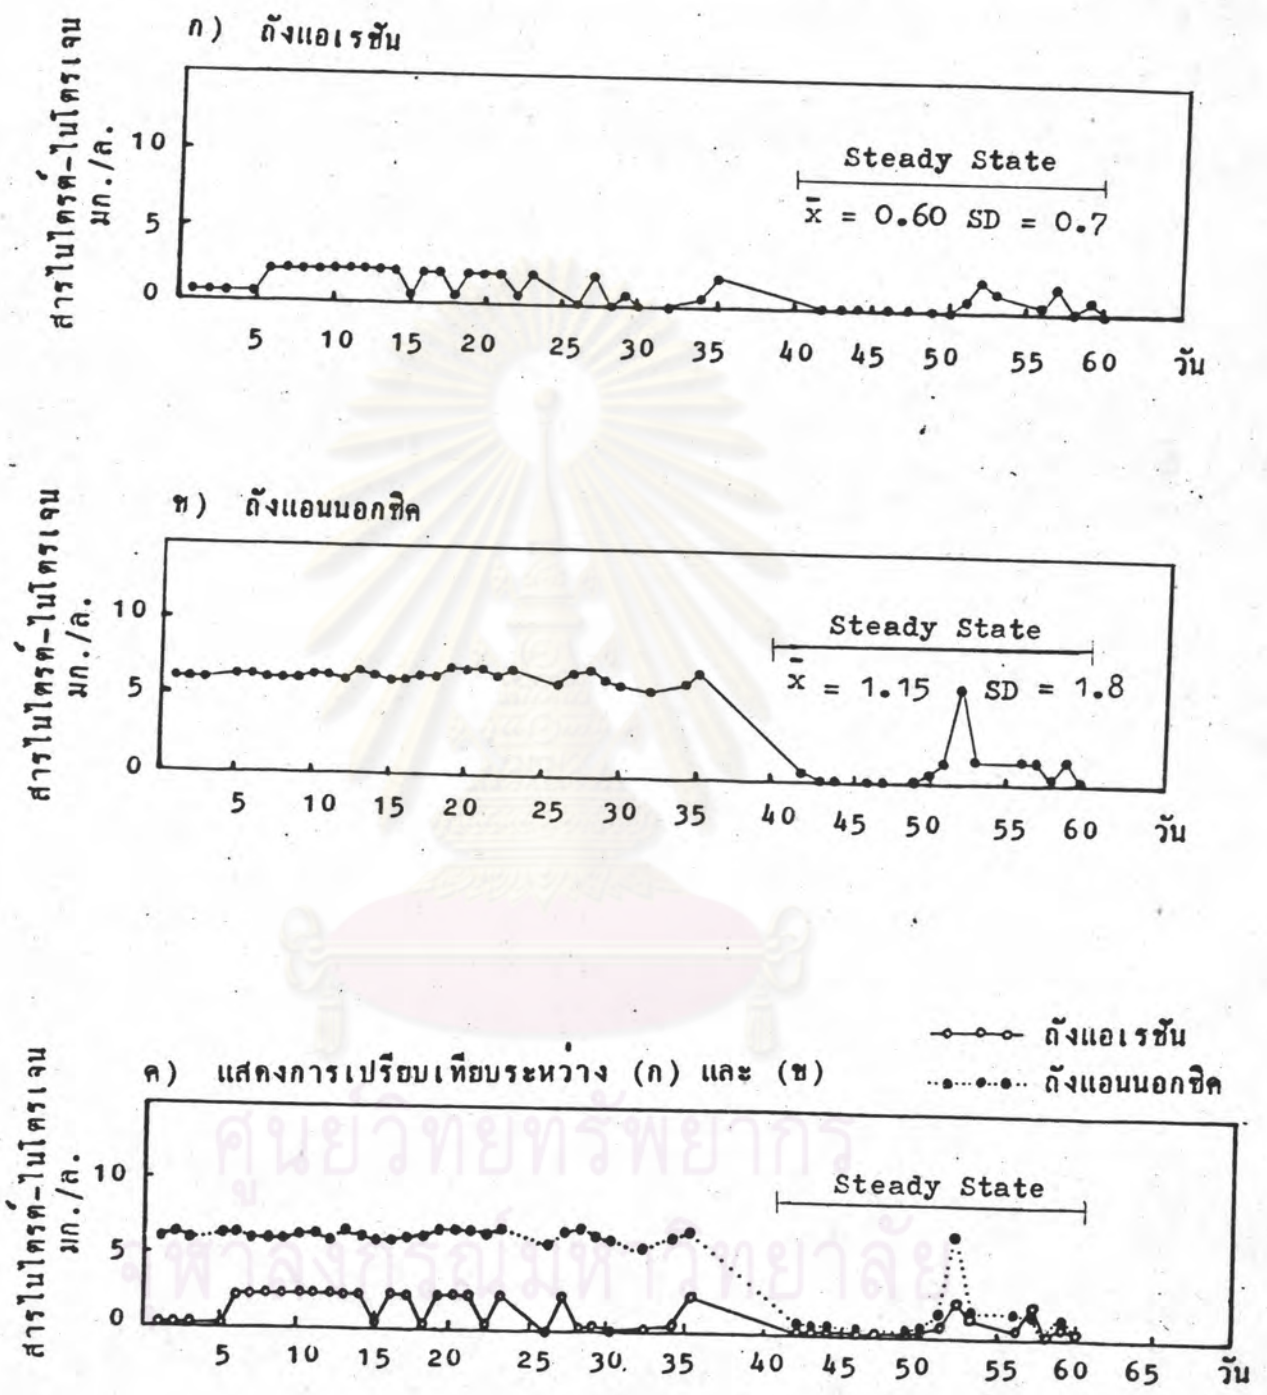 ก) ถังแอเรชัน
สารไนไตรต์-ไนโตรเจน
มก./ล.
10
5
0
Steady State
x̄ = 0.60 SD = 0.7
5 10 15 20 25 30 35 40 45 50 55 60 วัน
ข) ถังแอนนอกซิค
สารไนไตรต์-ไนโตรเจน
มก./ล.
10
5
0
Steady State
x̄ = 1.15 SD = 1.8
5 10 15 20 25 30 35 40 45 50 55 60 วัน
ถังแอเรชัน
ถังแอนนอกซิค
ค) แสดงการเปรียบเทียบระหว่าง (ก) และ (ข)
สารไนไตรต์-ไนโตรเจน
มก./ล.
10
5
0
Steady State
5 10 15 20 25 30 35 40 45 50 55 60 65 วัน
ศูนย์วิทยทรัพยากร
จุฬาลงกรณ์มหาวิทยาลัย